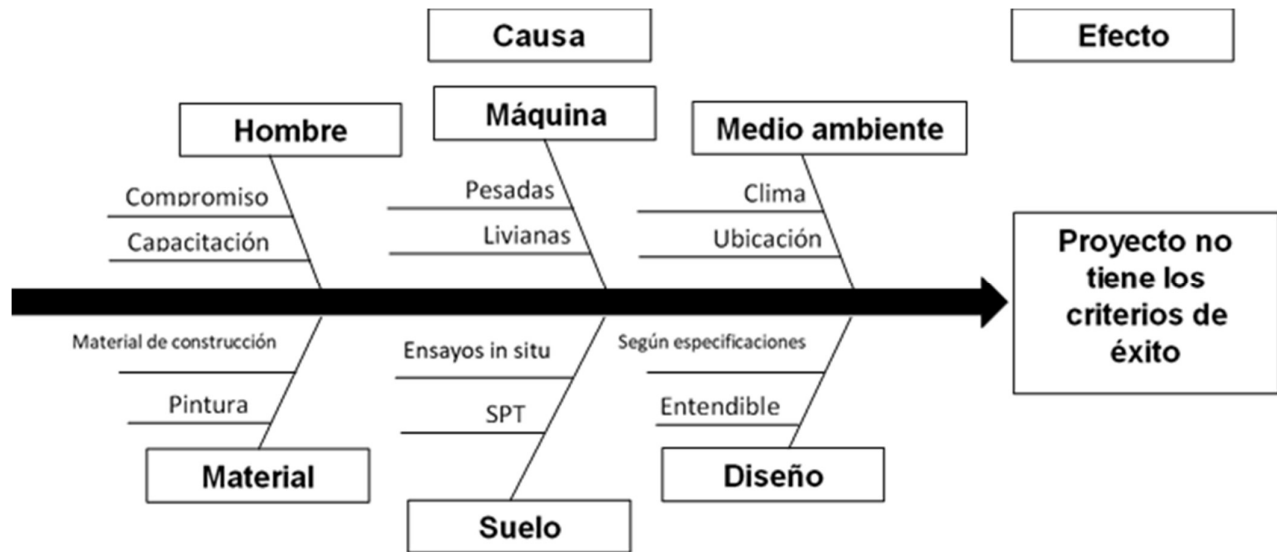 Causa
Efecto
Hombre
Máquina
Medio ambiente
Compromiso
Capacitación
Pesadas
Livianas
Clima
Ubicación
Proyecto no
tiene los
criterios de
éxito
Material de construcción
Pintura
Ensayos in situ
SPT
Según especificaciones
Entendible
Material
Suelo
Diseño